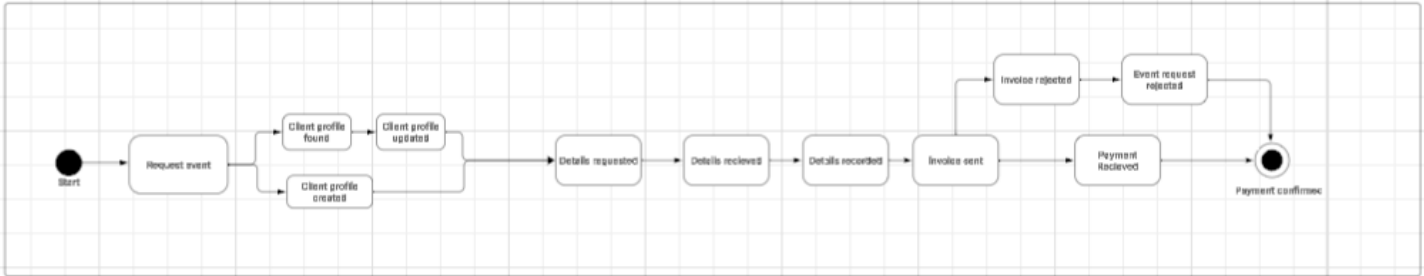 Start
Request event
Client profile
found
Client profile
updated
Client profile
created
Details requested
Details recieved
Details recorded
Invoice sent
Invoice rejected
Event request
rejected
Payment
Recieved
Payment confirmed